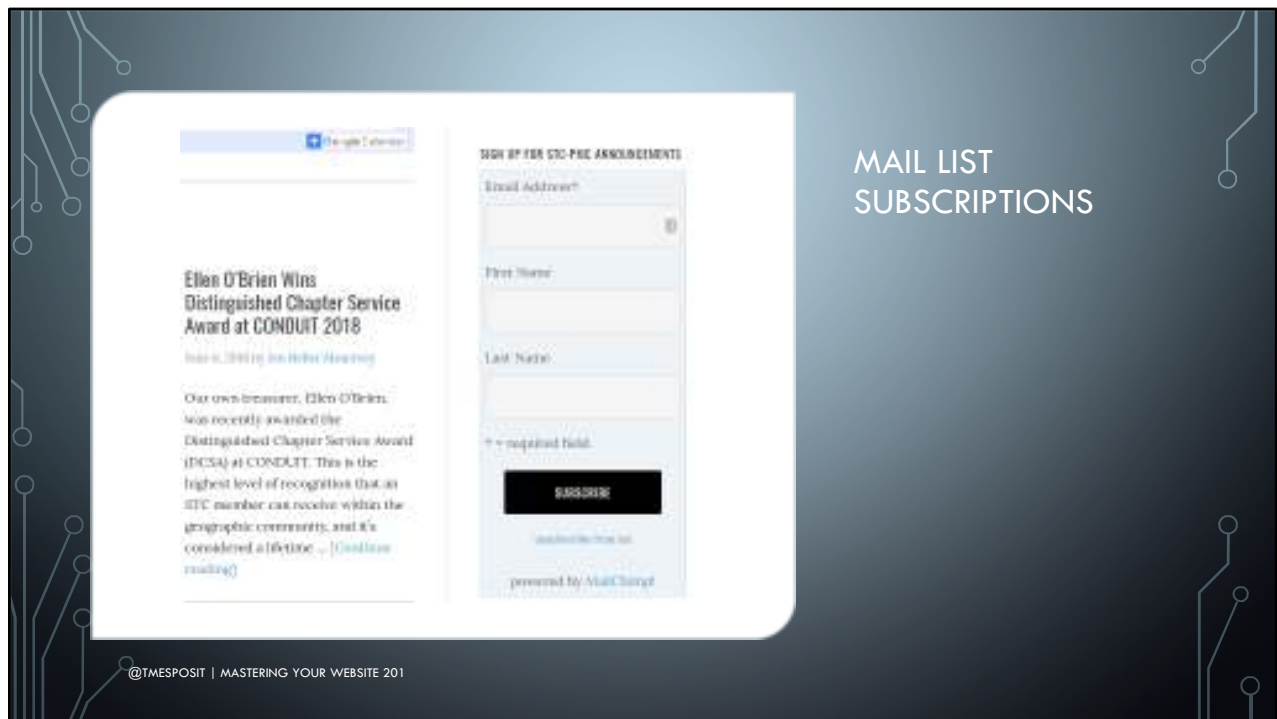 Ellen O'Brien Wins
Distinguished Chapter Service
Award at CONDUIT 2018
Our own treasurer, Ellen O'Brien,
was recently awarded the
Distinguished Chapter Service Award
(DCSA) at CONDUIT. This is the
highest level of recognition that an
STC member can receive within the
geographic community, and it's
considered a lifetime ... [Continue
reading]
SIGN UP FOR STC-PMC ANNOUNCEMENTS
Email Address*
First Name
Last Name
* = required field
SUBSCRIBE
unsubscribe from list
powered by MailChimp!
MAIL LIST
SUBSCRIPTIONS
@TMESPOSIT | MASTERING YOUR WEBSITE 201